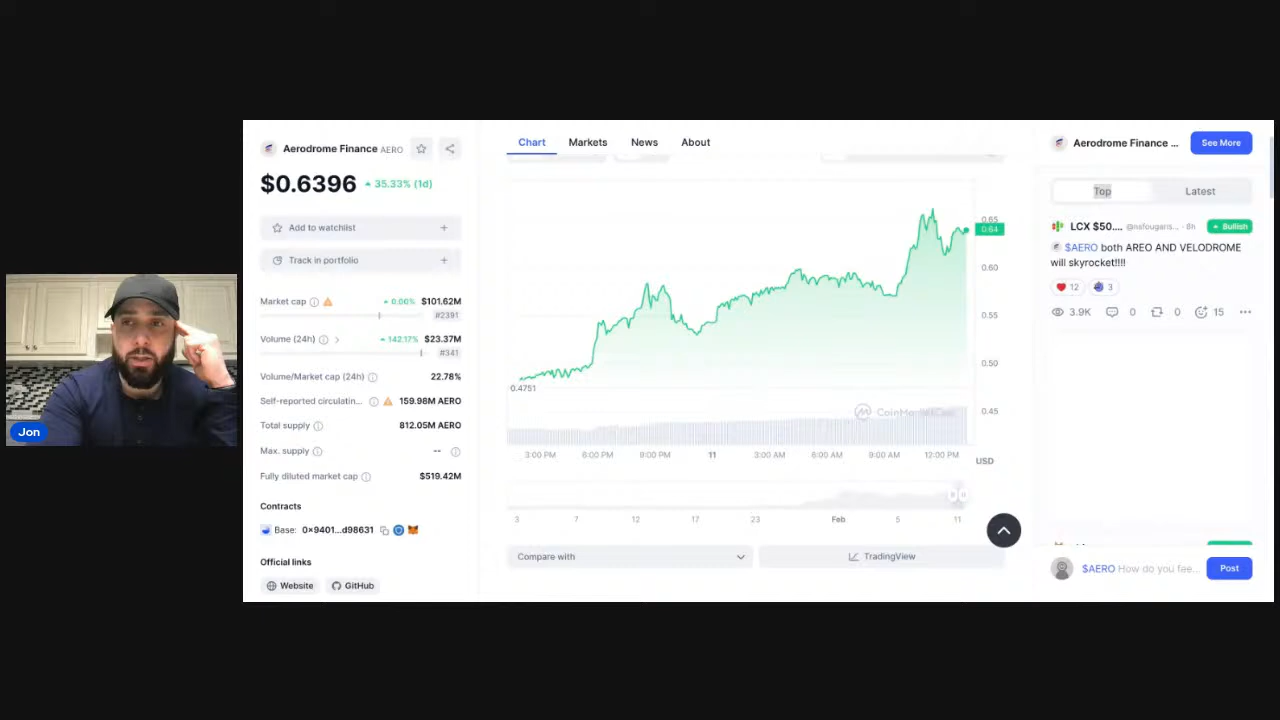 Jon
Aerodrome Finance AERO
$0.6396 35.33% (1d)
Add to watchlist +
Track in portfolio +
Market cap 0.00% $101.62M
#2391
Volume (24h) 142.17% $23.37M
#341
Volume/Market cap (24h) 22.78%
Self-reported circulatin... 159.98M AERO
Total supply 812.05M AERO
Max. supply --
Fully diluted market cap $519.42M
Contracts
Base: 0x9401...d98631
Official links
Website GitHub
Chart Markets News About
0.65
0.64
0.60
0.55
0.50
0.45
0.4751
3:00 PM 6:00 PM 9:00 PM 11 3:00 AM 6:00 AM 9:00 AM 12:00 PM USD
3 7 12 17 23 Feb 5 11
Compare with
TradingView
Aerodrome Finance ... See More
Top Latest
LCX $50.... · 8h Bullish
$AERO both AREO AND VELODROME
will skyrocket!!!!
12 3
3.9K 0 0 15
$AERO How do you fee... Post